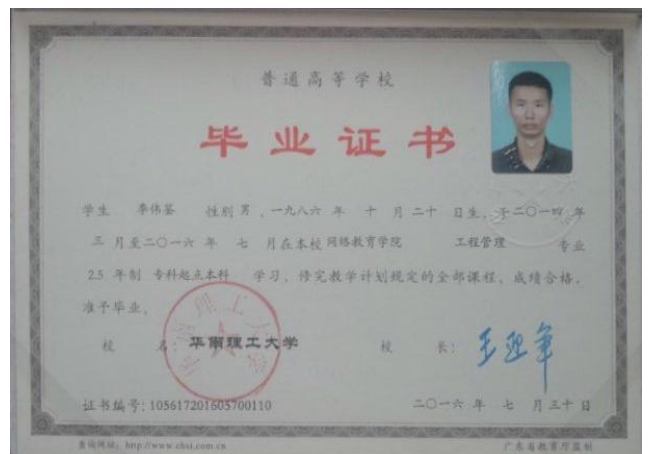 普通高等学校
毕业证书
学生 李伟荃 性别 男 ，一九八六 年 十 月 二十 日生，于二〇一四 年
三 月至二〇一六 年 七 月在本校 网络教育学院 工程管理 专业
2.5 年制 专科起点本科 学习，修完教学计划规定的全部课程，成绩合格，
准予毕业。
校 名：华南理工大学 校 长：王迎军
华南理工大学
证书编号：105617201605700110 二〇一六 年 七 月三十日
查询网址：http://www.chsi.com.cn 广东省教育厅监制